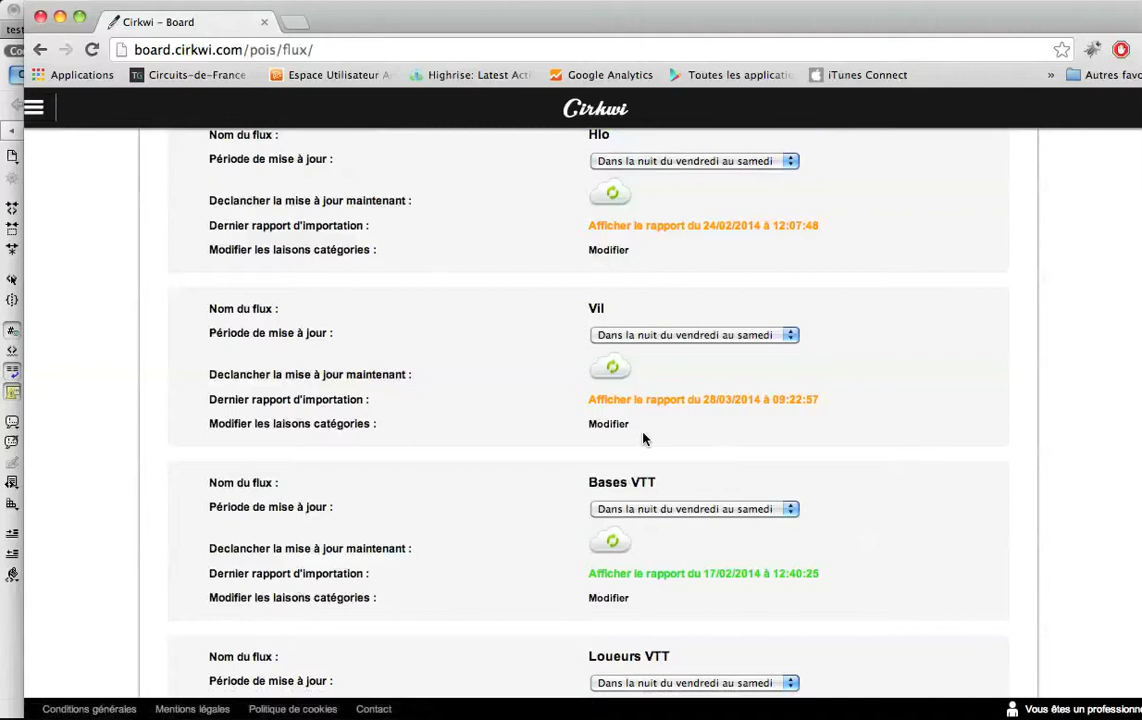 test
Cirkwi – Board
Co
board.cirkwi.com/pois/flux/
C
Applications
TG Circuits-de-France
Espace Utilisateur A
Highrise: Latest Acti
Google Analytics
Toutes les applicati
iTunes Connect
»
Autres favo
Cirkwi
Nom du flux :
Hlo
Période de mise à jour :
Dans la nuit du vendredi au samedi
Declancher la mise à jour maintenant :
Dernier rapport d'importation :
Afficher le rapport du 24/02/2014 à 12:07:48
Modifier les laisons catégories :
Modifier
Nom du flux :
Vil
Période de mise à jour :
Dans la nuit du vendredi au samedi
Declancher la mise à jour maintenant :
Dernier rapport d'importation :
Afficher le rapport du 28/03/2014 à 09:22:57
Modifier les laisons catégories :
Modifier
Nom du flux :
Bases VTT
Période de mise à jour :
Dans la nuit du vendredi au samedi
Declancher la mise à jour maintenant :
Dernier rapport d'importation :
Afficher le rapport du 17/02/2014 à 12:40:25
Modifier les laisons catégories :
Modifier
Nom du flux :
Loueurs VTT
Période de mise à jour :
Dans la nuit du vendredi au samedi
Conditions générales
Mentions légales
Politique de cookies
Contact
Vous êtes un professionne